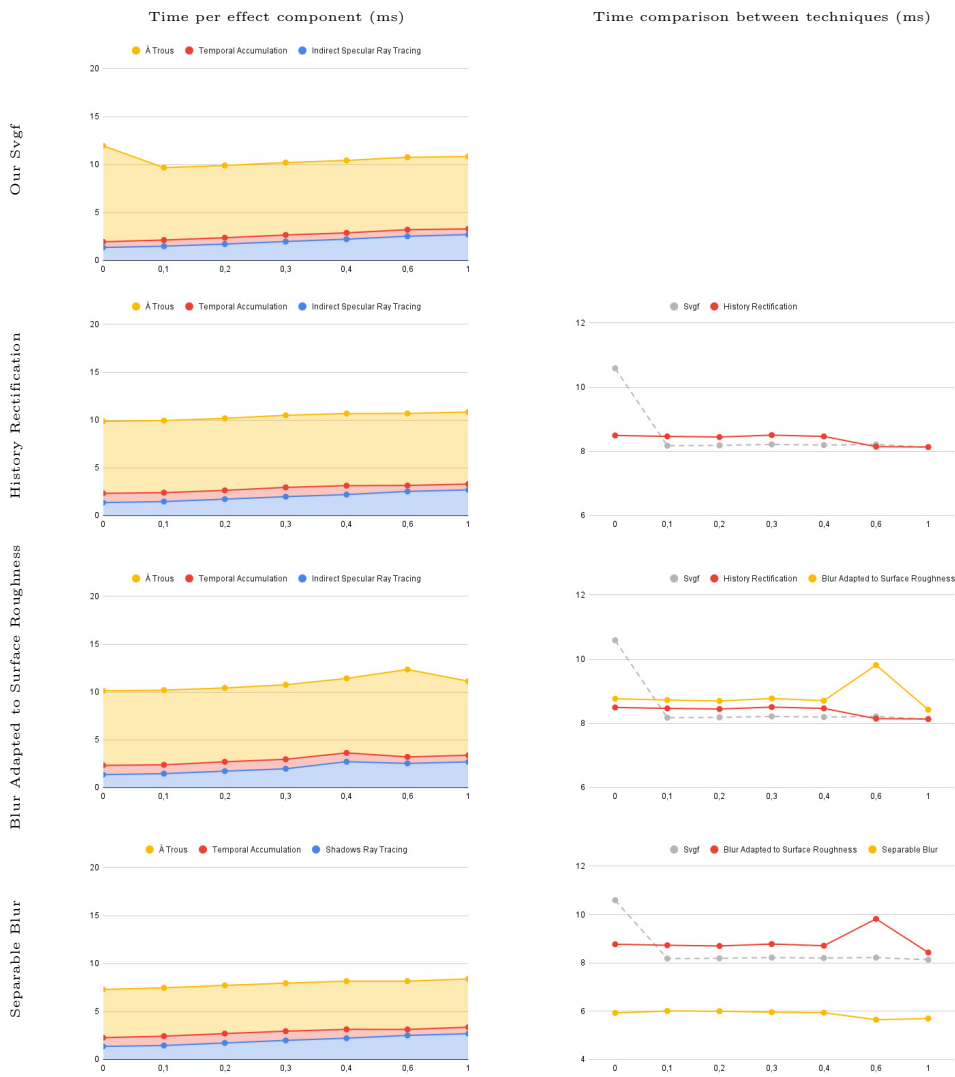 Time per effect component (ms)
Time comparison between techniques (ms)
Our Svgf
À Trous Temporal Accumulation Indirect Specular Ray Tracing
20
15
10
5
0
0 0,1 0,2 0,3 0,4 0,6 1
History Rectification
À Trous Temporal Accumulation Indirect Specular Ray Tracing
20
15
10
5
0
0 0,1 0,2 0,3 0,4 0,6 1
Svgf History Rectification
12
10
8
6
0 0,1 0,2 0,3 0,4 0,6 1
Blur Adapted to Surface Roughness
À Trous Temporal Accumulation Indirect Specular Ray Tracing
20
15
10
5
0
0 0,1 0,2 0,3 0,4 0,6 1
Svgf History Rectification Blur Adapted to Surface Roughness
12
10
8
6
0 0,1 0,2 0,3 0,4 0,6 1
Separable Blur
À Trous Temporal Accumulation Shadows Ray Tracing
20
15
10
5
0
0 0,1 0,2 0,3 0,4 0,6 1
Svgf Blur Adapted to Surface Roughness Separable Blur
12
10
8
6
4
0 0,1 0,2 0,3 0,4 0,6 1